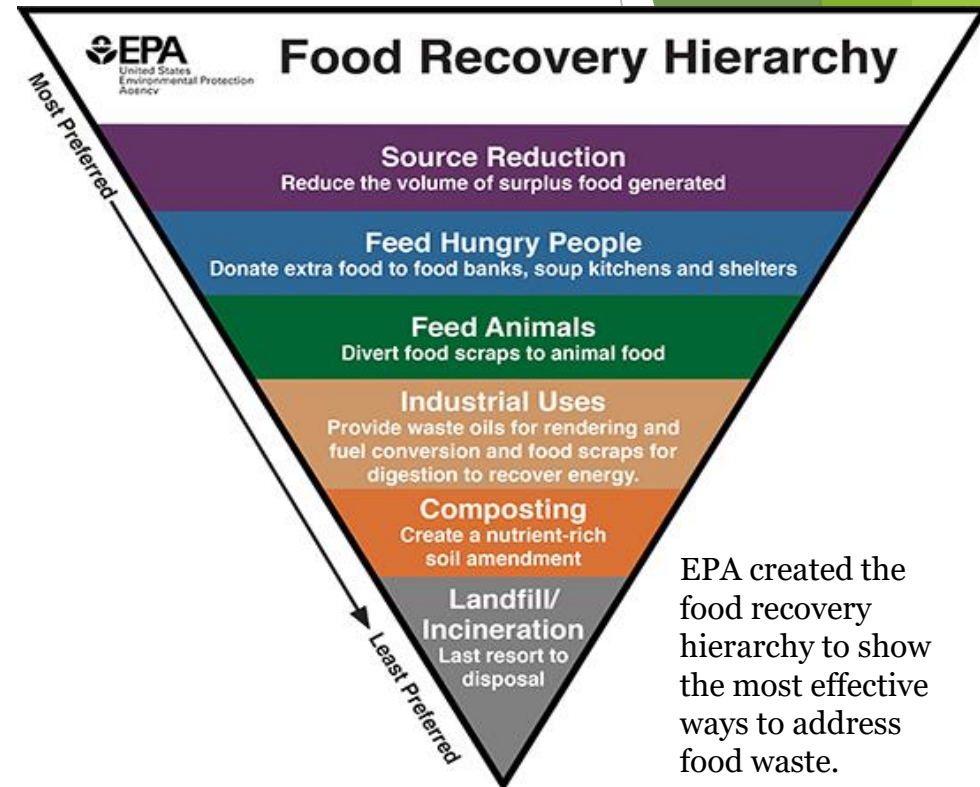 EPA
United States
Environmental Protection
Agency
Food Recovery Hierarchy
Most Preferred
Source Reduction
Reduce the volume of surplus food generated
Feed Hungry People
Donate extra food to food banks, soup kitchens and shelters
Feed Animals
Divert food scraps to animal food
Industrial Uses
Provide waste oils for rendering and
fuel conversion and food scraps for
digestion to recover energy.
Composting
Create a nutrient-rich
soil amendment
Landfill/
Incineration
Last resort to
disposal
Least Preferred
EPA created the
food recovery
hierarchy to show
the most effective
ways to address
food waste.